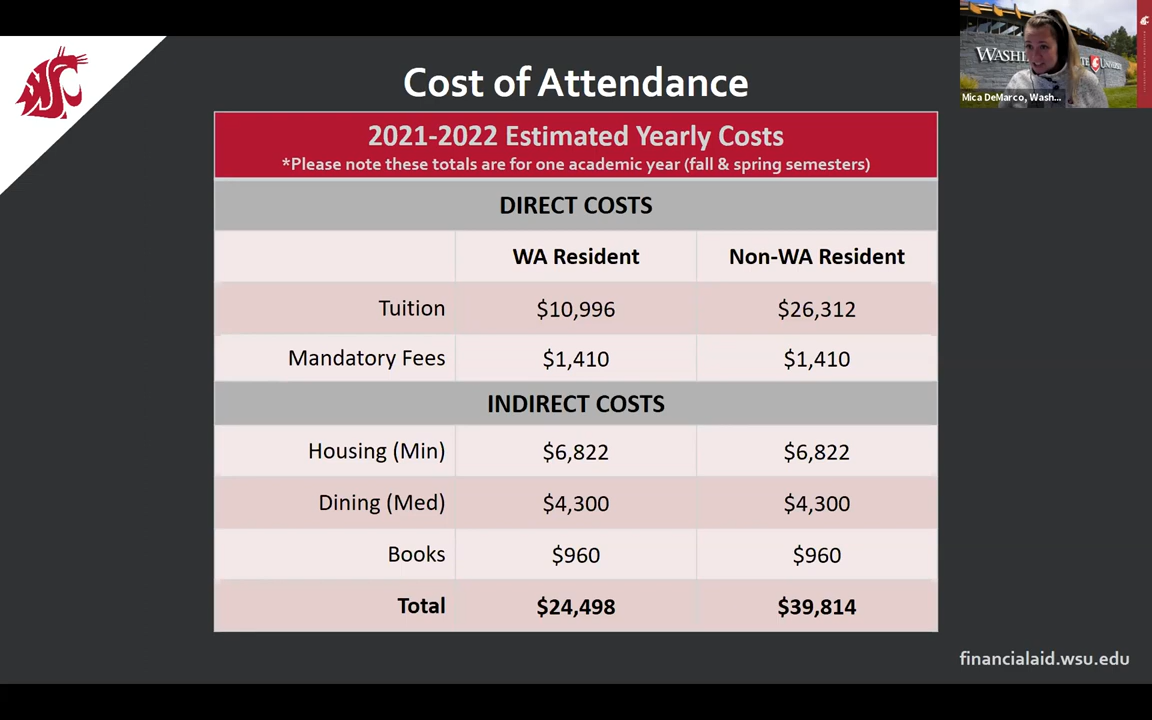 Cost of Attendance
2021-2022 Estimated Yearly Costs
*Please note these totals are for one academic year (fall & spring semesters)
DIRECT COSTS
WA Resident Non-WA Resident
Tuition $10,996 $26,312
Mandatory Fees $1,410 $1,410
INDIRECT COSTS
Housing (Min) $6,822 $6,822
Dining (Med) $4,300 $4,300
Books $960 $960
Total $24,498 $39,814
financialaid.wsu.edu
Mica DeMarco, Wash...